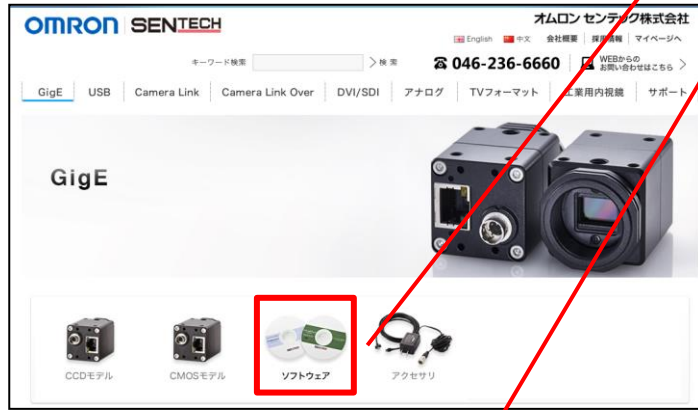 OMRON SENTECH
オムロン センテック株式会社
English 中文 会社概要 採用情報 マイページへ
キーワード検索 検 索 046-236-6660 WEBからの
お問い合わせはこちら
GigE USB Camera Link Camera Link Over DVI/SDI アナログ TVフォーマット 工業用内視鏡 サポート
GigE
CCDモデル CMOSモデル ソフトウェア アクセサリ